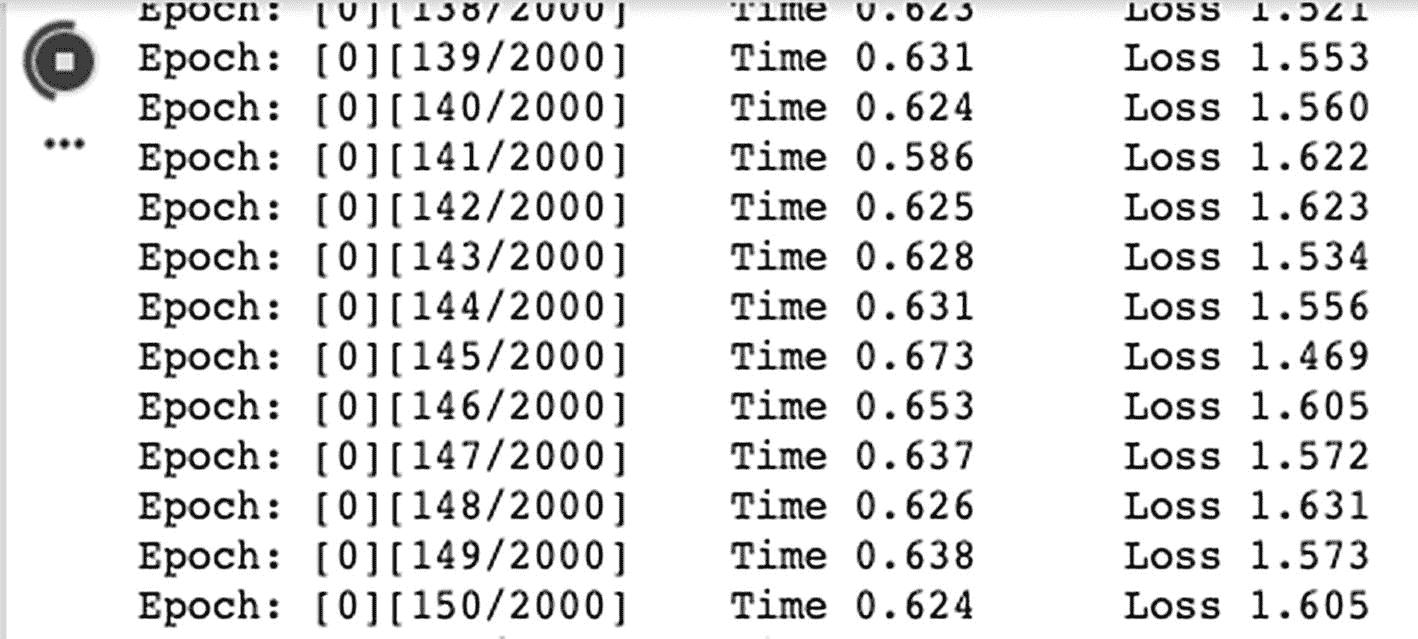 Epoch: [0][138/2000] Time 0.623 Loss 1.521
Epoch: [0][139/2000] Time 0.631 Loss 1.553
Epoch: [0][140/2000] Time 0.624 Loss 1.560
Epoch: [0][141/2000] Time 0.586 Loss 1.622
Epoch: [0][142/2000] Time 0.625 Loss 1.623
Epoch: [0][143/2000] Time 0.628 Loss 1.534
Epoch: [0][144/2000] Time 0.631 Loss 1.556
Epoch: [0][145/2000] Time 0.673 Loss 1.469
Epoch: [0][146/2000] Time 0.653 Loss 1.605
Epoch: [0][147/2000] Time 0.637 Loss 1.572
Epoch: [0][148/2000] Time 0.626 Loss 1.631
Epoch: [0][149/2000] Time 0.638 Loss 1.573
Epoch: [0][150/2000] Time 0.624 Loss 1.605